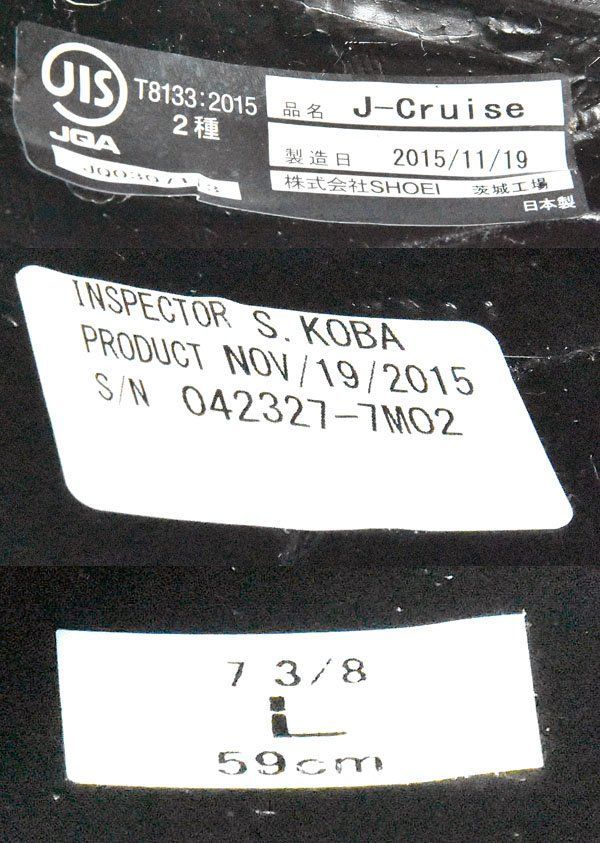 JIS
JQA
T8133:2015
2種
品名 J-Cruise
製造日 2015/11/19
株式会社SHOEI 茨城工場
日本製
INSPECTOR S. KOBA
PRODUCT NOV/19/2015
S/N 042327-7M02
7 3/8
L
59cm